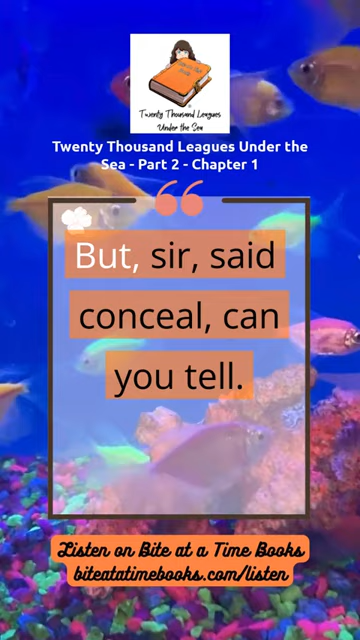 Twenty Thousand Leagues
Under the Sea
Twenty Thousand Leagues Under the
Sea - Part 2 - Chapter 1
But, sir, said
conceal, can
you tell.
Listen on Bite at a Time Books
biteatatimebooks.com/listen